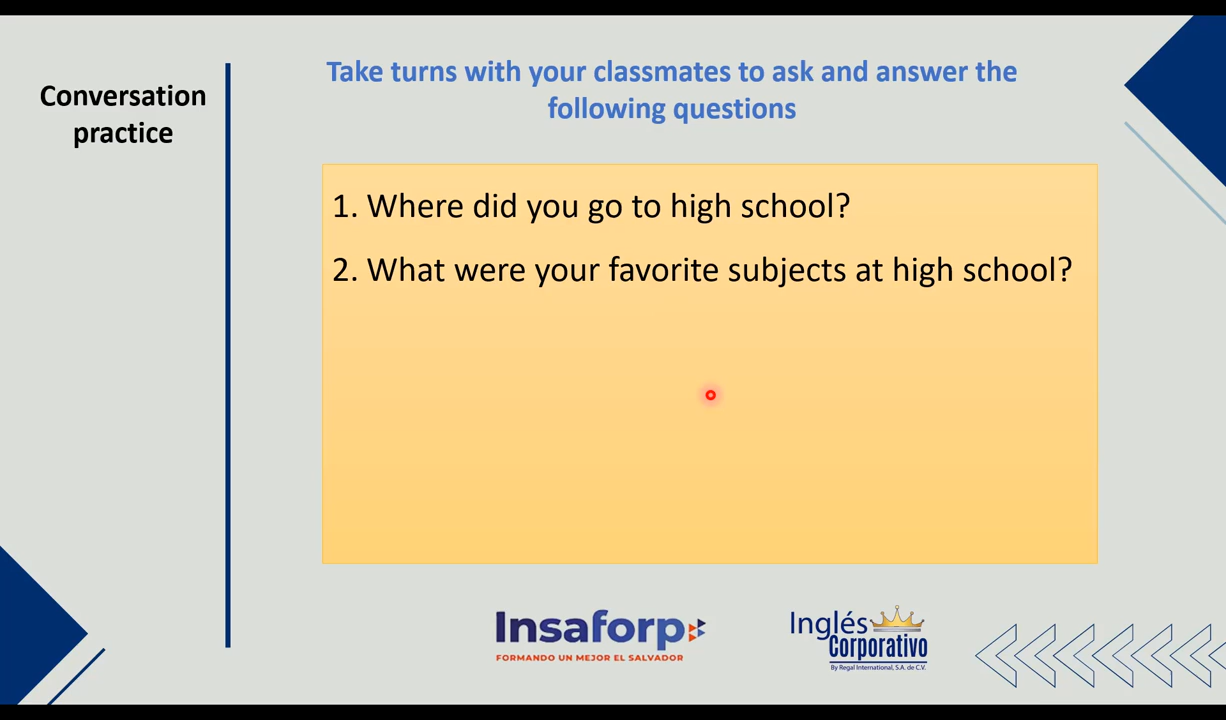 Conversation
practice
Take turns with your classmates to ask and answer the
following questions
1. Where did you go to high school?
2. What were your favorite subjects at high school?
Insaforp
FORMANDO UN MEJOR EL SALVADOR
Inglés
Corporativo
By Regal International, S.A. de C.V.